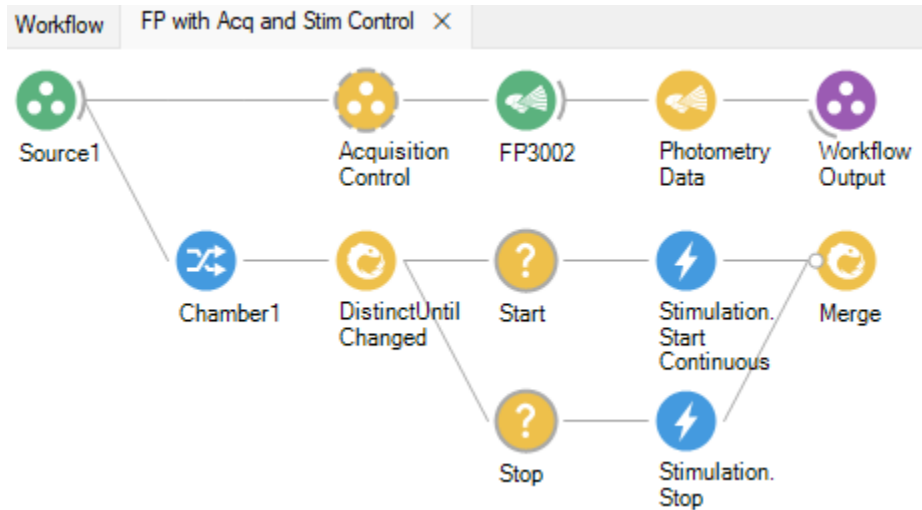 Workflow
FP with Acq and Stim Control
Source1
Acquisition
Control
FP3002
Photometry
Data
Workflow
Output
Chamber1
DistinctUntil
Changed
?
Start
Stimulation.
Start
Continuous
Merge
?
Stop
Stimulation.
Stop